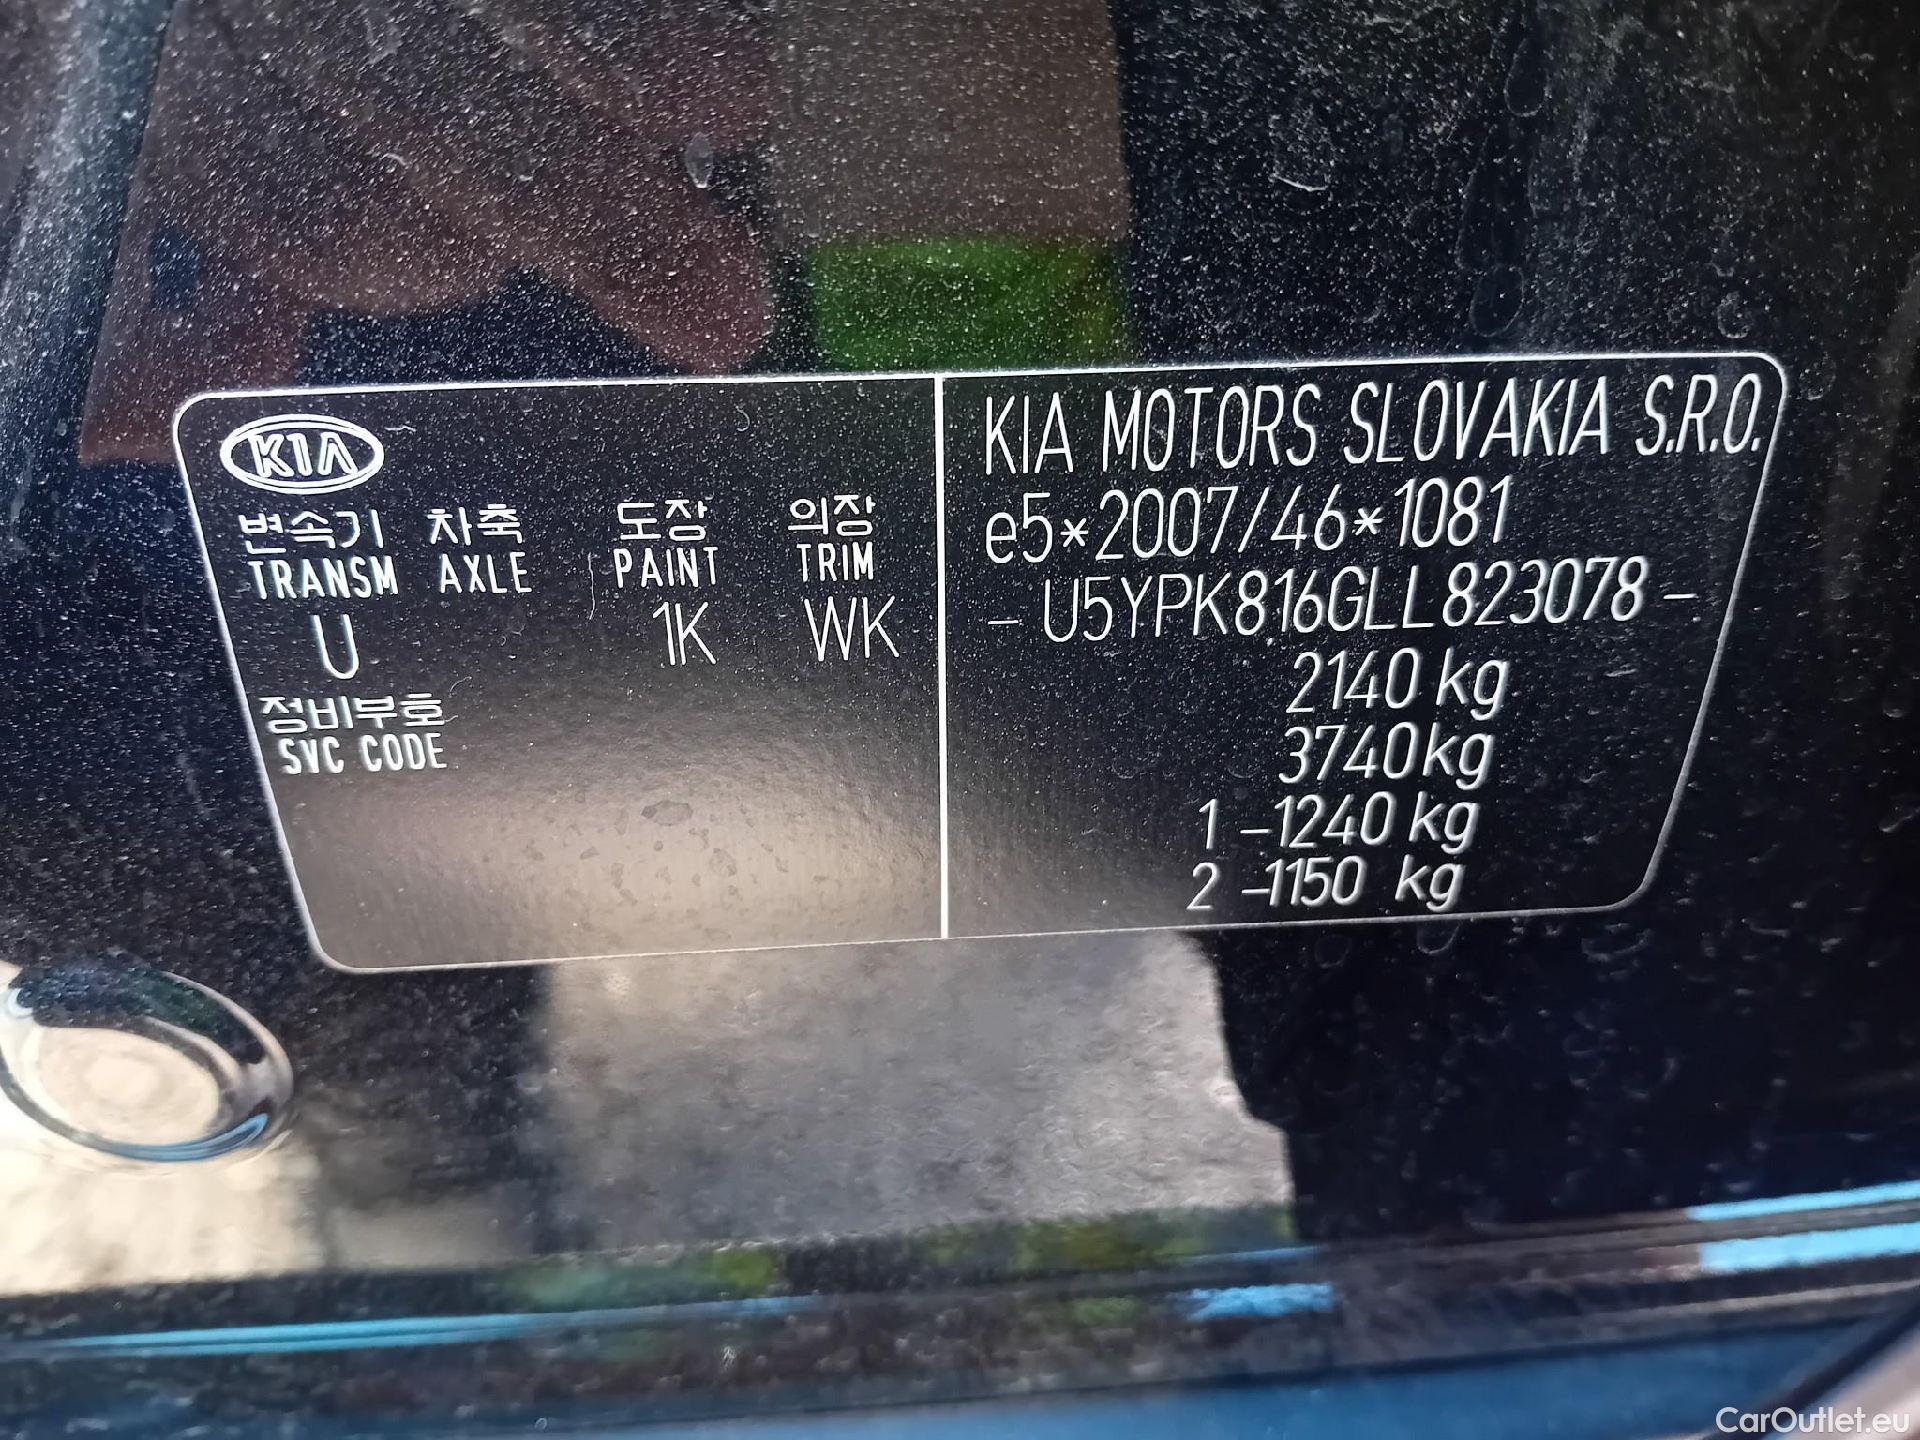 KIA
변속기 차축 도장 의장
TRANSM AXLE PAINT TRIM
U 1K WK
정비부호
SVC CODE
KIA MOTORS SLOVAKIA S.R.O.
e5*2007/46*1081
- U5YPK816GLL823078 -
2140 kg
3740 kg
1 -1240 kg
2 -1150 kg
CarOutlet.eu